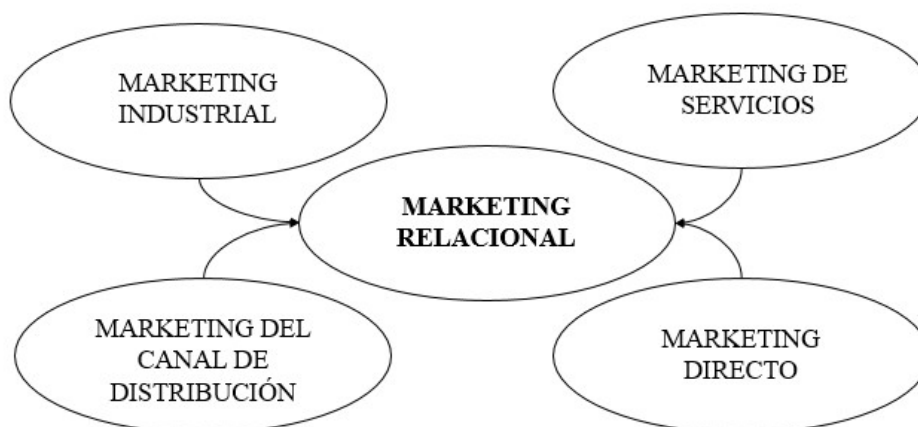 MARKETING
INDUSTRIAL
MARKETING DE
SERVICIOS
MARKETING
RELACIONAL
MARKETING DEL
CANAL DE
DISTRIBUCIÓN
MARKETING
DIRECTO